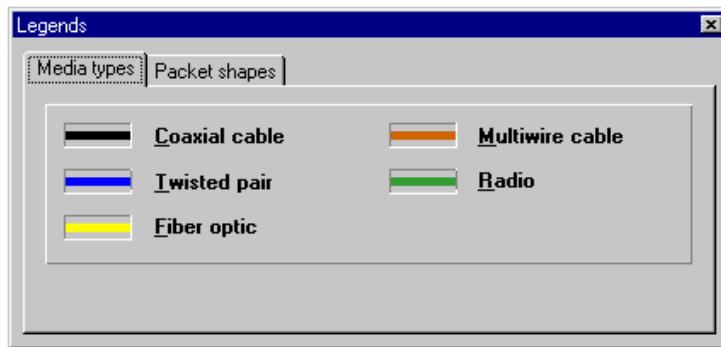 Legends
Media types Packet shapes
Coaxial cable Multiwire cable
Twisted pair Radio
Fiber optic